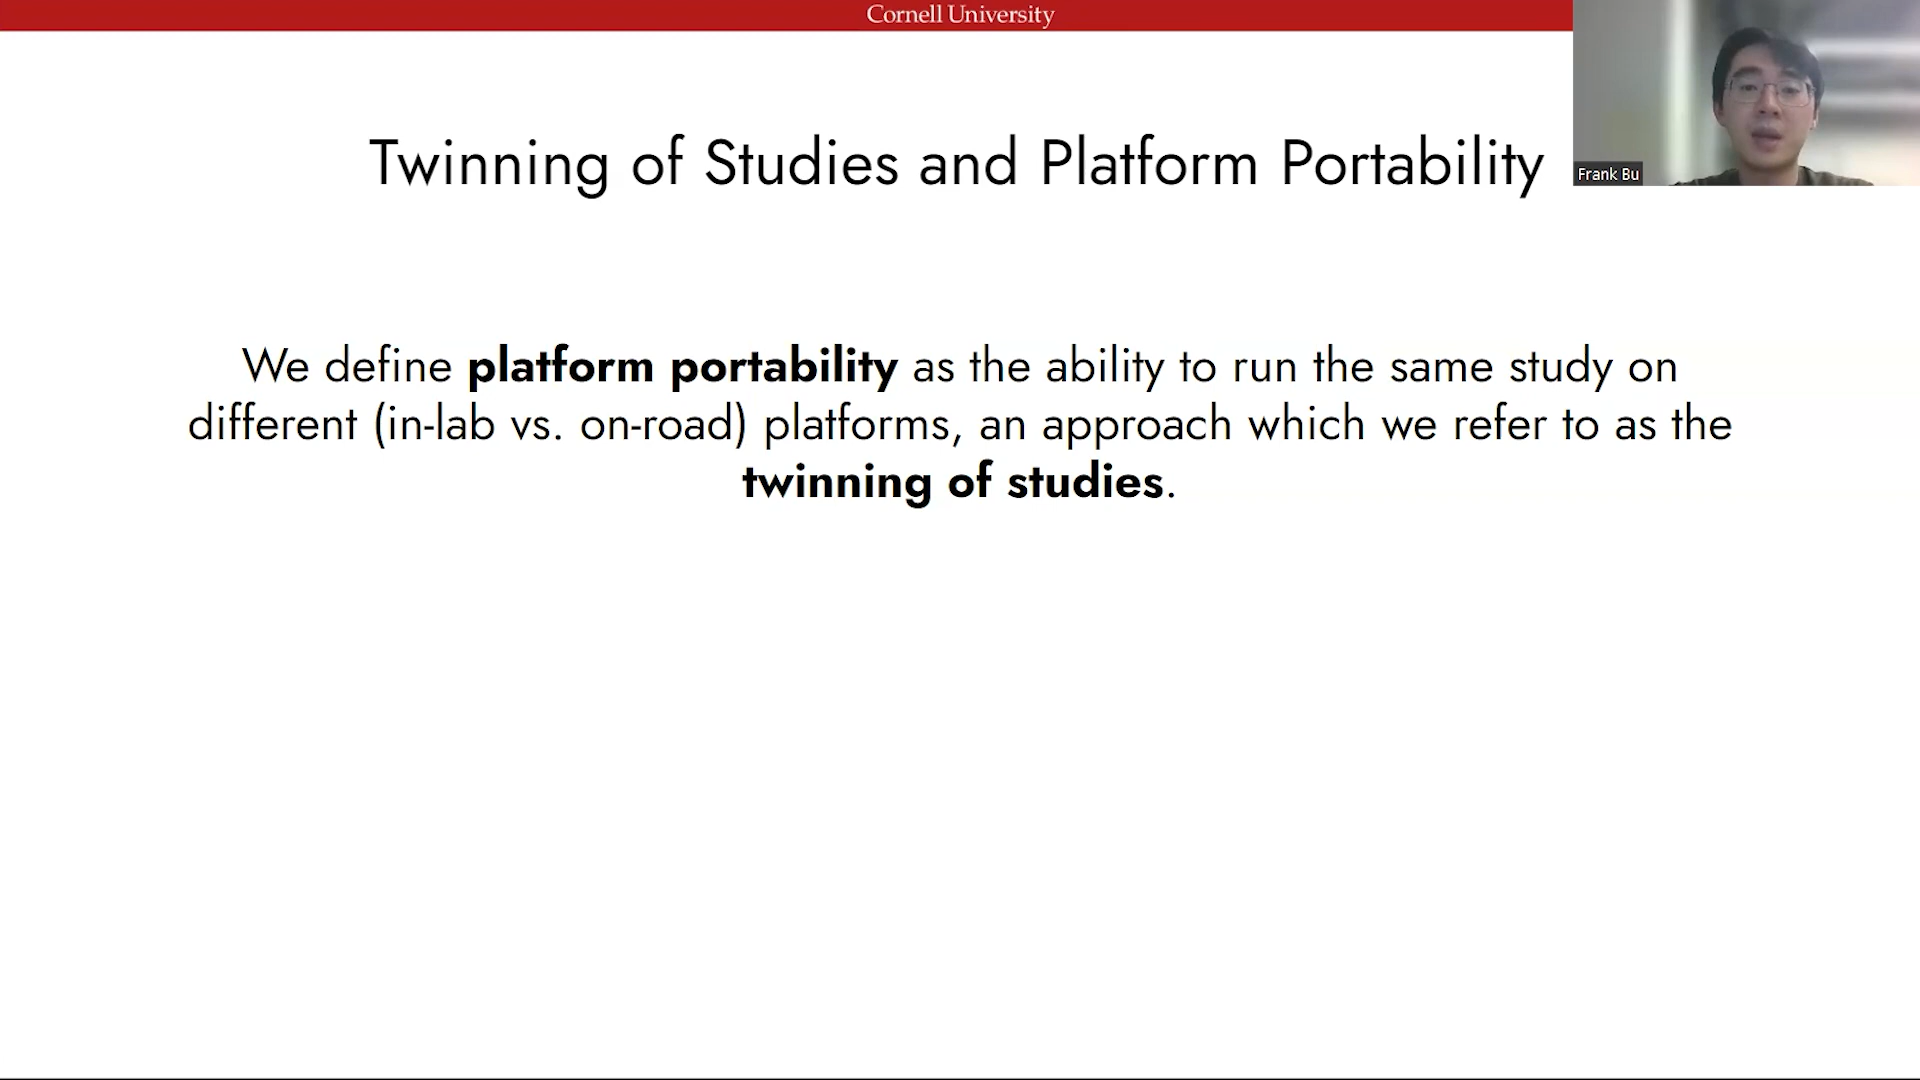 Cornell University
Twinning of Studies and Platform Portability
Frank Bu
We define platform portability as the ability to run the same study on
different (in-lab vs. on-road) platforms, an approach which we refer to as the
twinning of studies.